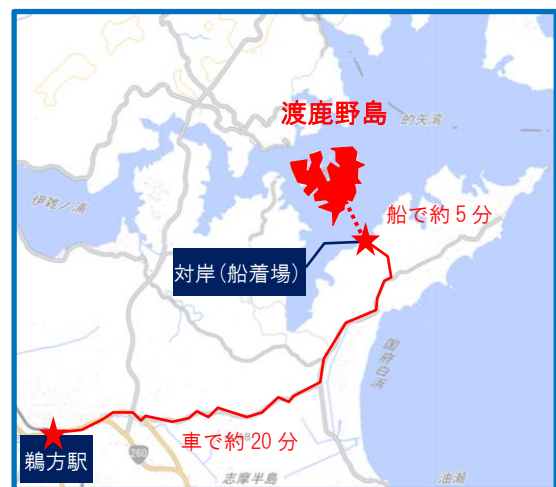 渡鹿野島
的矢湾
伊雑ノ浦
船で約5分
対岸(船着場)
国府白浜
車で約20分
鵜方駅
260
志摩半島
油瀬